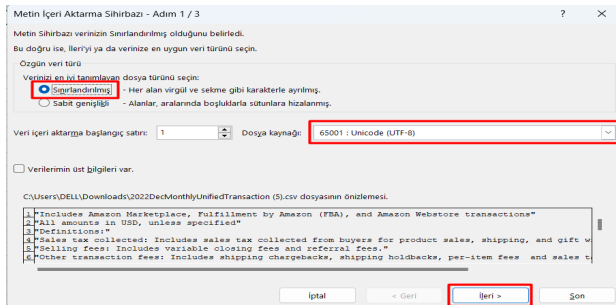 Metin İçeri Aktarma Sihirbazı - Adım 1 / 3
Metin Sihirbazı verinizin Sınırlandırılmış olduğunu belirledi.
Bu doğru ise, İleri'yi ya da verinize en uygun veri türünü seçin.
Özgün veri türü
Verinizi en iyi tanımlayan dosya türünü seçin:
Sınırlandırılmış - Her alan virgül ve sekme gibi karakterle ayrılmış.
Sabit genişlikli - Alanlar, aralarında boşluklarla sütunlara hizalanmış.
Veri içeri aktarma başlangıç satırı: 1 Dosya kaynağı: 65001 : Unicode (UTF-8)
Verilerimin üst bilgileri var.
C:\Users\DELL\Downloads\2022DecMonthlyUnifiedTransaction (5).csv dosyasının önizlemesi.
1 "Includes Amazon Marketplace, Fulfillment by Amazon (FBA), and Amazon Webstore transactions"
2 "All amounts in USD, unless specified"
3 "Definitions:"
4 "Sales tax collected: Includes sales tax collected from buyers for product sales, shipping, and gift w
5 "Selling fees: Includes variable closing fees and referral fees."
6 "Other transaction fees: Includes shipping chargebacks, shipping holdbacks, per-item fees and sales t
İptal < Geri İleri > Son